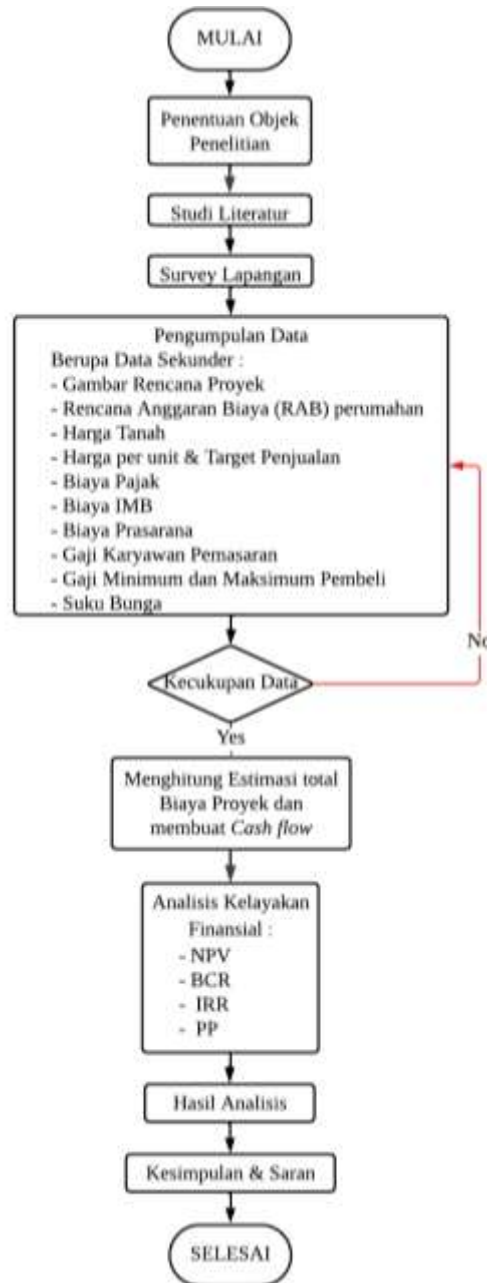 MULAI
Penentuan Objek
Penelitian
Studi Literatur
Survey Lapangan
Pengumpulan Data
Berupa Data Sekunder :
- Gambar Rencana Proyek
- Rencana Anggaran Biaya (RAB) perumahan
- Harga Tanah
- Harga per unit & Target Penjualan
- Biaya Pajak
- Biaya IMB
- Biaya Prasarana
- Gaji Karyawan Pemasaran
- Gaji Minimum dan Maksimum Pembeli
- Suku Bunga
No
Kecukupan Data
Yes
Menghitung Estimasi total
Biaya Proyek dan
membuat Cash flow
Analisis Kelayakan
Finansial :
- NPV
- BCR
- IRR
- PP
Hasil Analisis
Kesimpulan & Saran
SELESAI